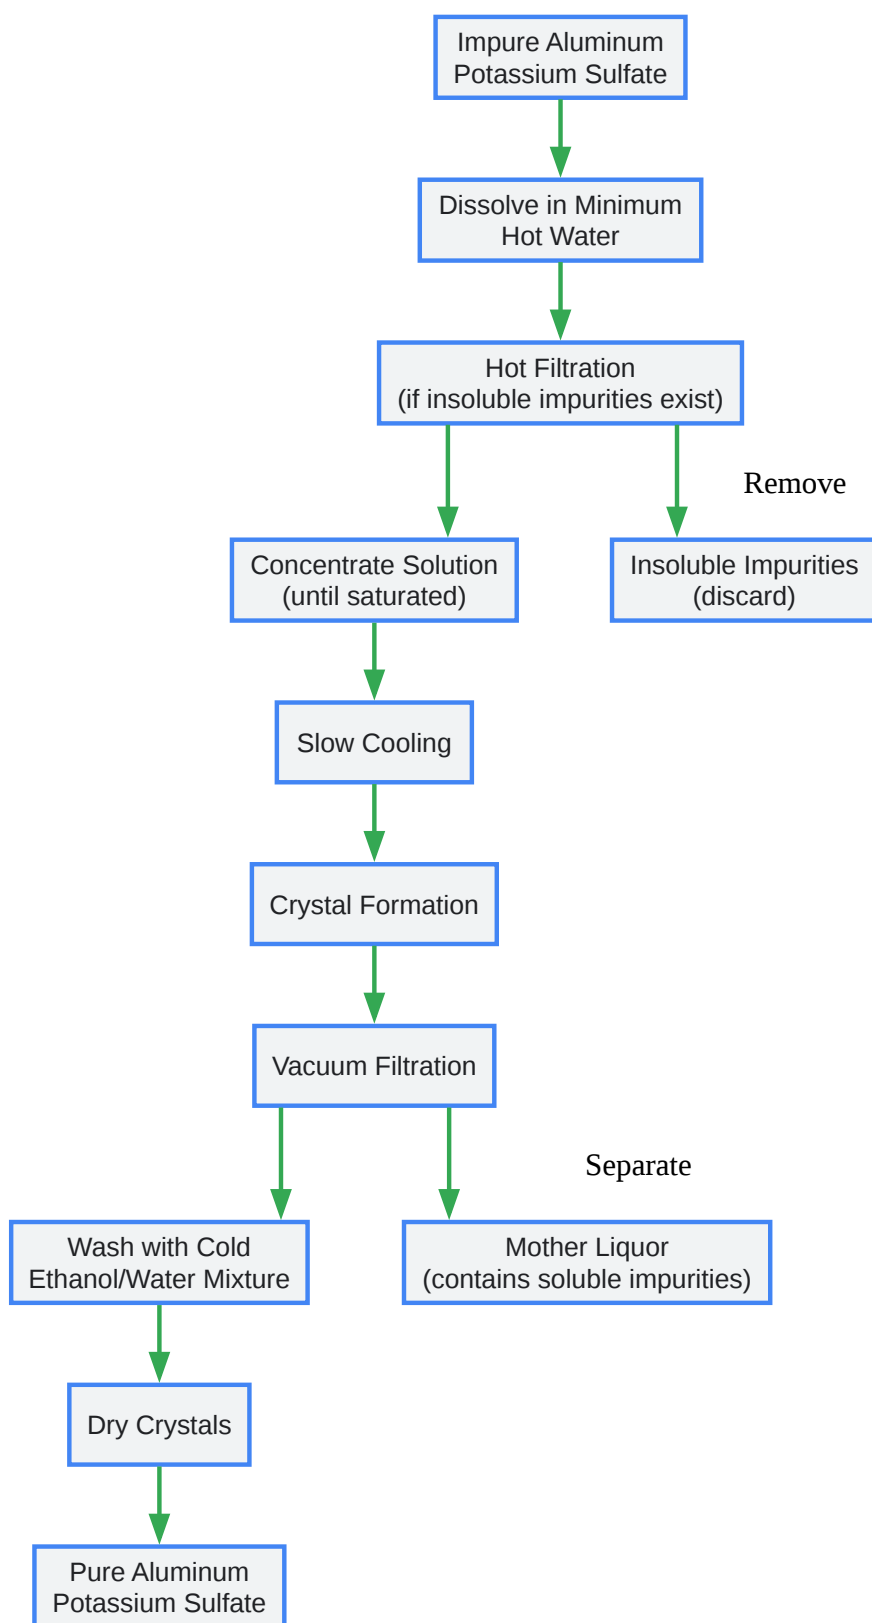 Impure Aluminum
Potassium Sulfate
Dissolve in Minimum
Hot Water
Hot Filtration
(if insoluble impurities exist)
Remove
Concentrate Solution
(until saturated)
Insoluble Impurities
(discard)
Slow Cooling
Crystal Formation
Vacuum Filtration
Separate
Wash with Cold
Ethanol/Water Mixture
Mother Liquor
(contains soluble impurities)
Dry Crystals
Pure Aluminum
Potassium Sulfate